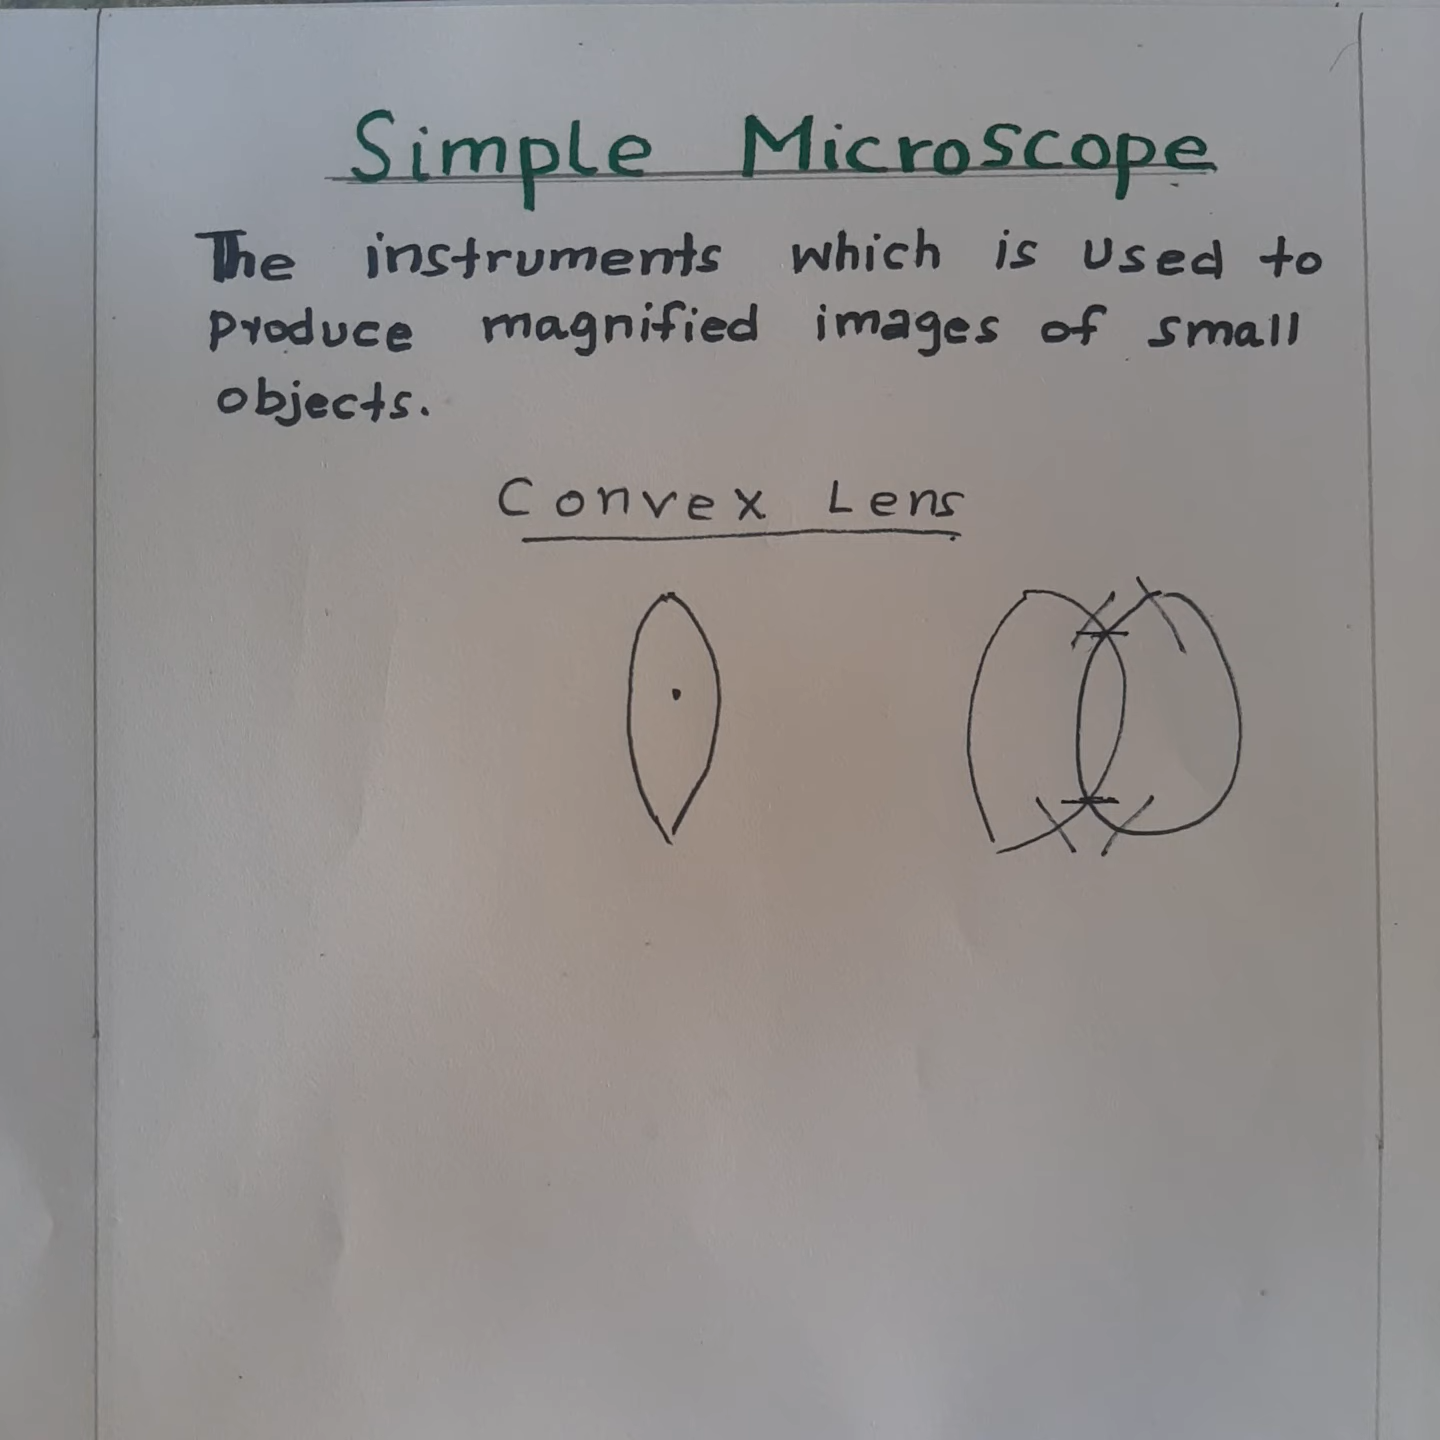 Simple Microscope
The instruments which is used to
produce magnified images of small
objects.
Convex Lens